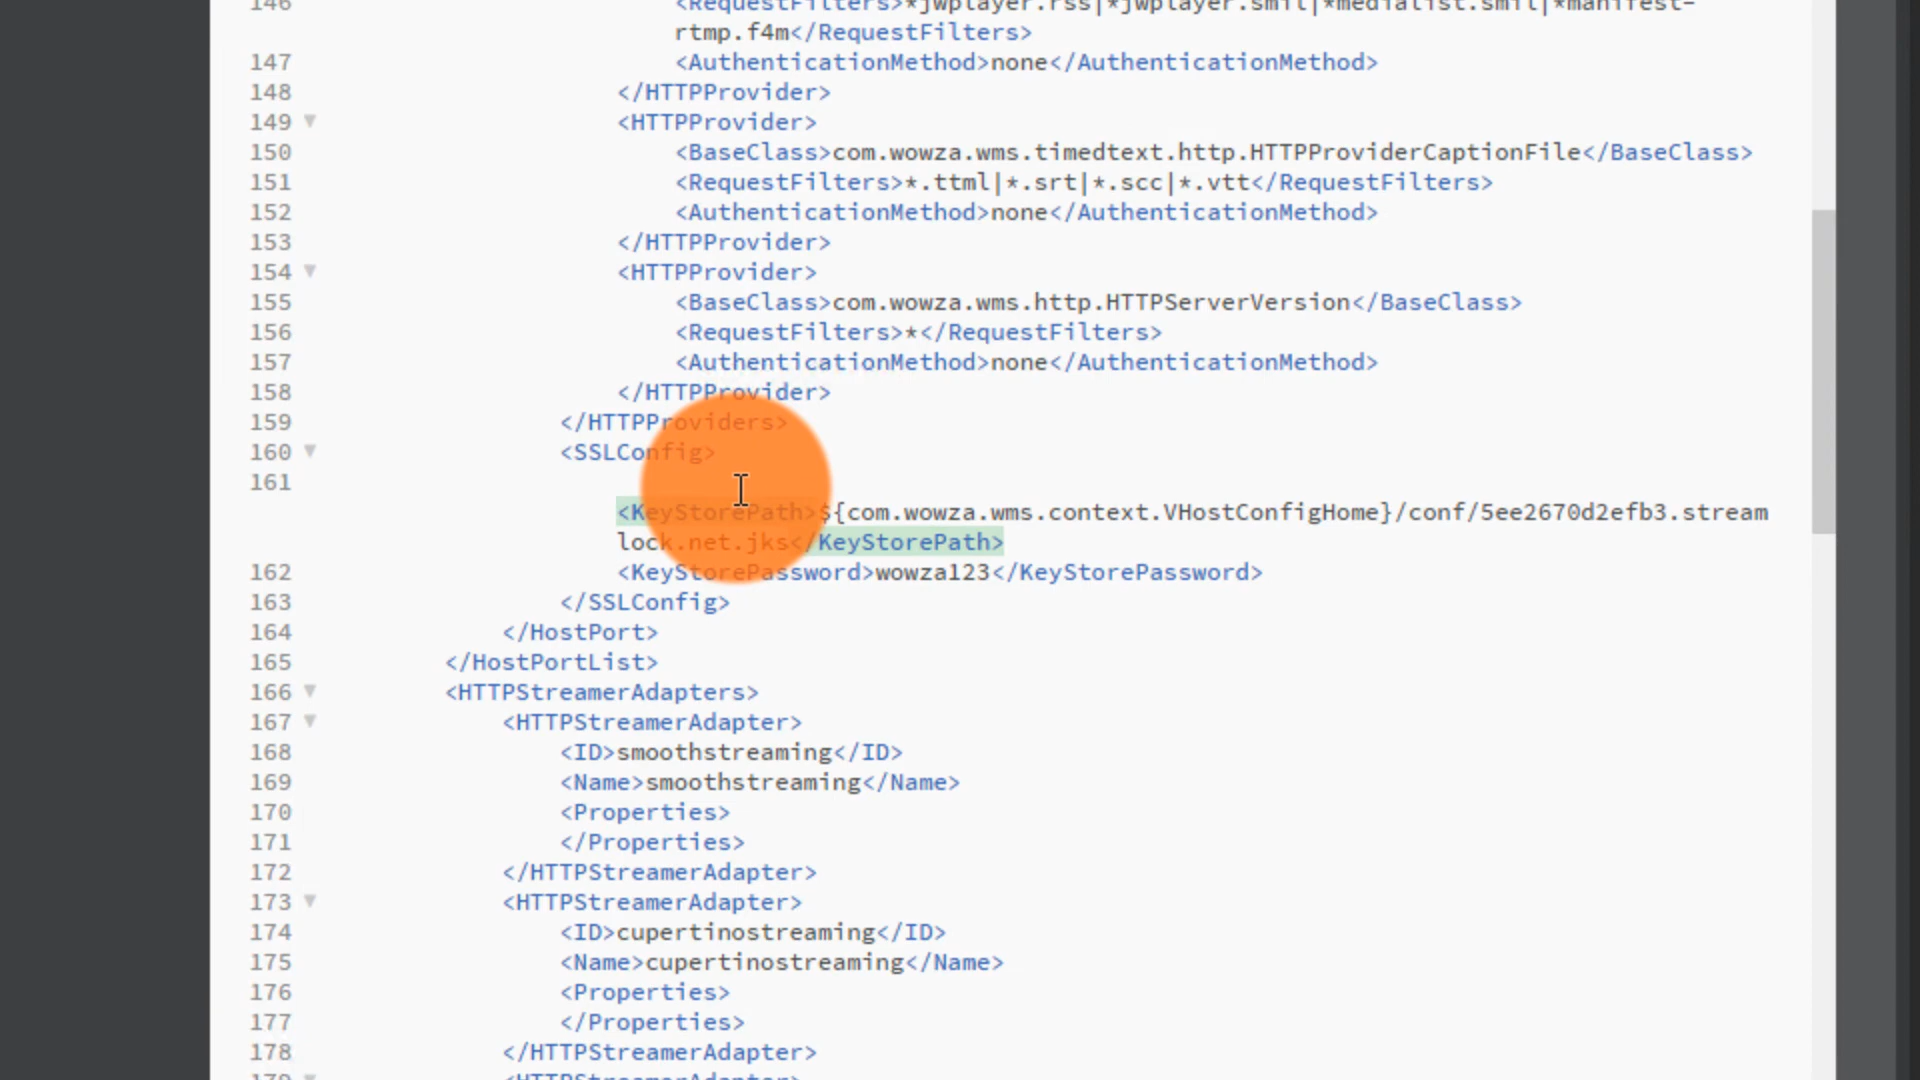 146 <RequestFilters>*jwplayer.rss|*jwplayer.smil|*medialist.smil|*manifest-
rtmp.f4m</RequestFilters>
147 <AuthenticationMethod>none</AuthenticationMethod>
148 </HTTPProvider>
149 <HTTPProvider>
150 <BaseClass>com.wowza.wms.timedtext.http.HTTPProviderCaptionFile</BaseClass>
151 <RequestFilters>*.ttml|*.srt|*.scc|*.vtt</RequestFilters>
152 <AuthenticationMethod>none</AuthenticationMethod>
153 </HTTPProvider>
154 <HTTPProvider>
155 <BaseClass>com.wowza.wms.http.HTTPServerVersion</BaseClass>
156 <RequestFilters>*</RequestFilters>
157 <AuthenticationMethod>none</AuthenticationMethod>
158 </HTTPProvider>
159 </HTTPProviders>
160 <SSLConfig>
161
<KeyStorePath>${com.wowza.wms.context.VHostConfigHome}/conf/5ee2670d2efb3.stream
lock.net.jks</KeyStorePath>
162 <KeyStorePassword>wowza123</KeyStorePassword>
163 </SSLConfig>
164 </HostPort>
165 </HostPortList>
166 <HTTPStreamerAdapters>
167 <HTTPStreamerAdapter>
168 <ID>smoothstreaming</ID>
169 <Name>smoothstreaming</Name>
170 <Properties>
171 </Properties>
172 </HTTPStreamerAdapter>
173 <HTTPStreamerAdapter>
174 <ID>cupertinostreaming</ID>
175 <Name>cupertinostreaming</Name>
176 <Properties>
177 </Properties>
178 </HTTPStreamerAdapter>
179 <HTTPStreamerAdapter>